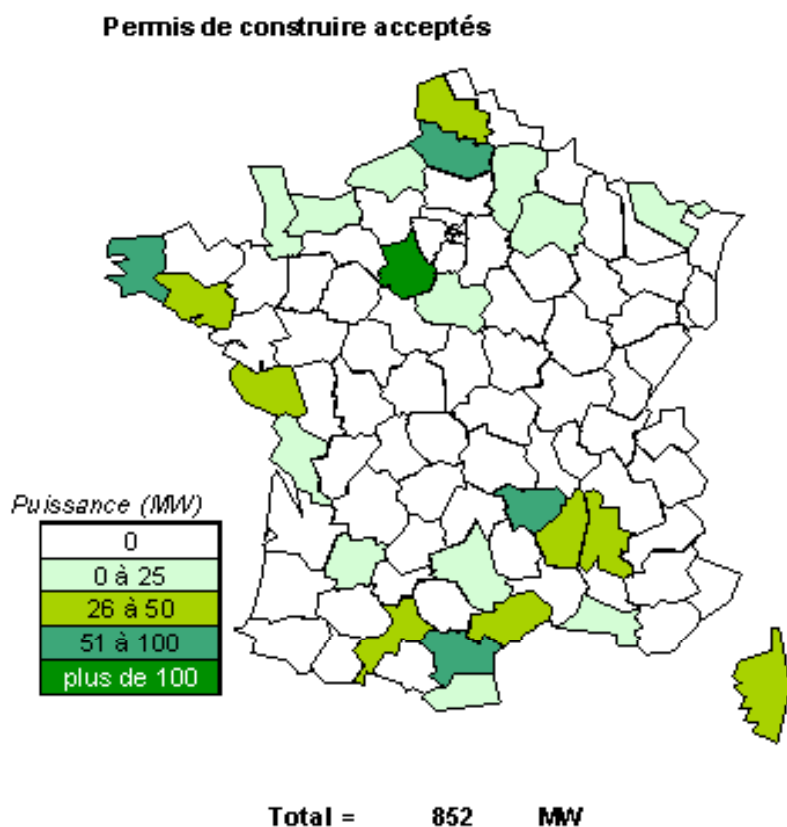 Permis de construire acceptés
Puissance (MW)
0
0 à 25
26 à 50
51 à 100
plus de 100
Total = 852 MW